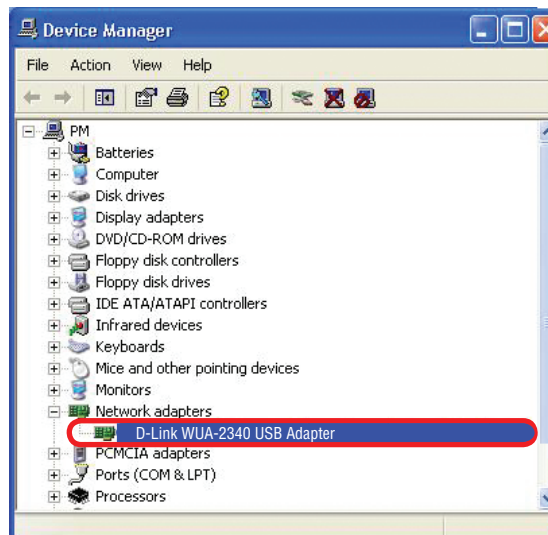 Device Manager
File Action View Help
PM
Batteries
Computer
Disk drives
Display adapters
DVD/CD-ROM drives
Floppy disk controllers
Floppy disk drives
IDE ATA/ATAPI controllers
Infrared devices
Keyboards
Mice and other pointing devices
Monitors
Network adapters
D-Link WUA-2340 USB Adapter
PCMCIA adapters
Ports (COM & LPT)
Processors